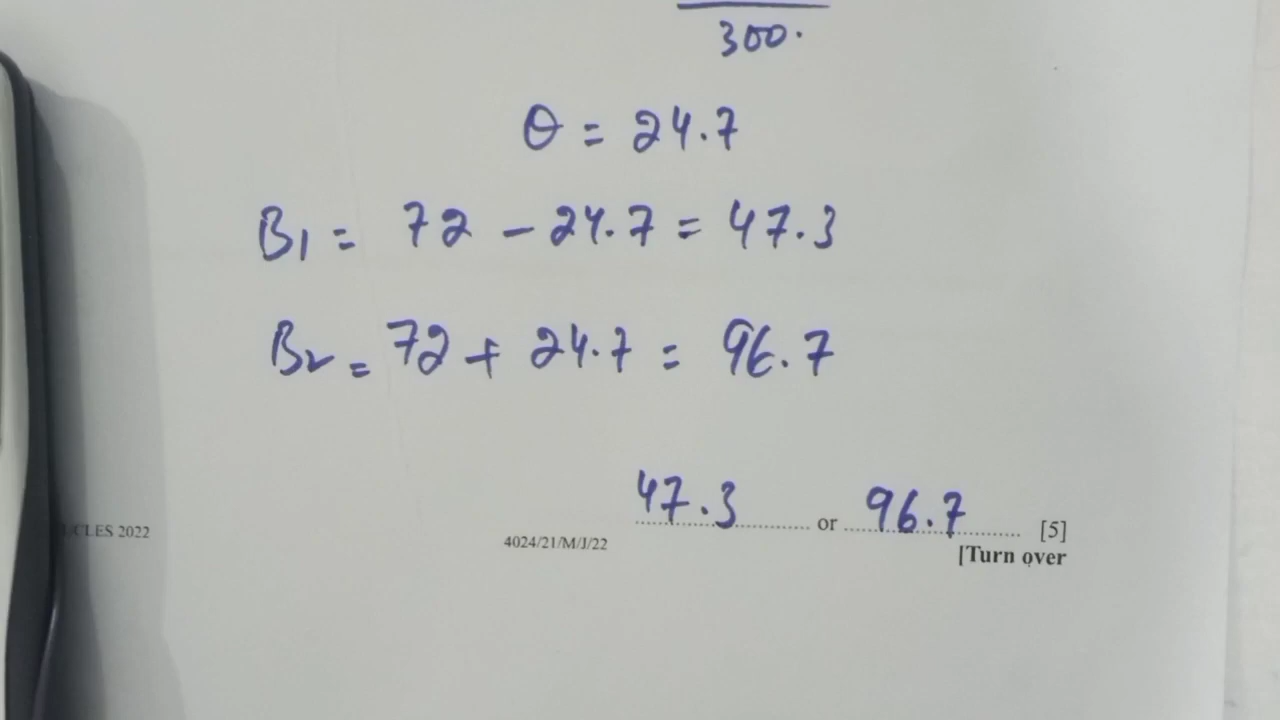 300.
θ = 24.7
B1 = 72 - 24.7 = 47.3
B2 = 72 + 24.7 = 96.7
47.3 or 96.7 [5]
CLES 2022
4024/21/M/J/22
[Turn over